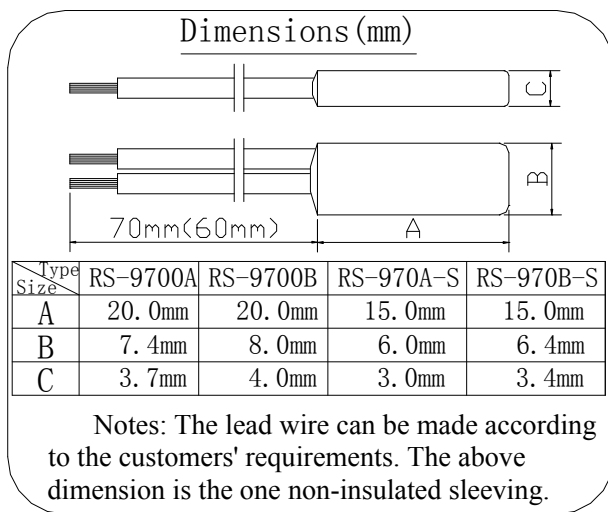 Dimensions(mm)
C
B
70mm(60mm)
A
Type
Size
RS-9700A RS-9700B RS-970A-S RS-970B-S
A 20.0mm 20.0mm 15.0mm 15.0mm
B 7.4mm 8.0mm 6.0mm 6.4mm
C 3.7mm 4.0mm 3.0mm 3.4mm
Notes: The lead wire can be made according
to the customers' requirements. The above
dimension is the one non-insulated sleeving.